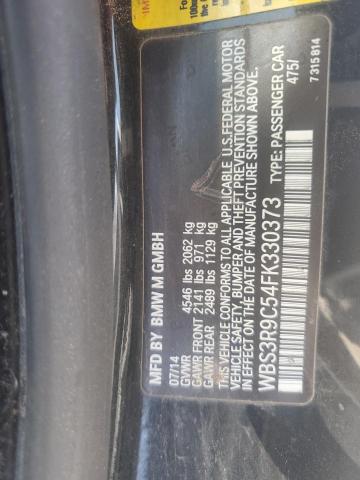 MFD. BY BMW M GMBH
07/14
GVWR 4546 lbs 2062 kg
GAWR FRONT 2141 lbs 971 kg
GAWR REAR 2489 lbs 1129 kg
THIS VEHICLE CONFORMS TO ALL APPLICABLE U.S.FEDERAL MOTOR
VEHICLE SAFETY, BUMPER AND THEFT PREVENTION STANDARDS
IN EFFECT ON THE DATE OF MANUFACTURE SHOWN ABOVE.
WBS3R9C54FK330373 TYPE: PASSENGER CAR
475/
7 315 814